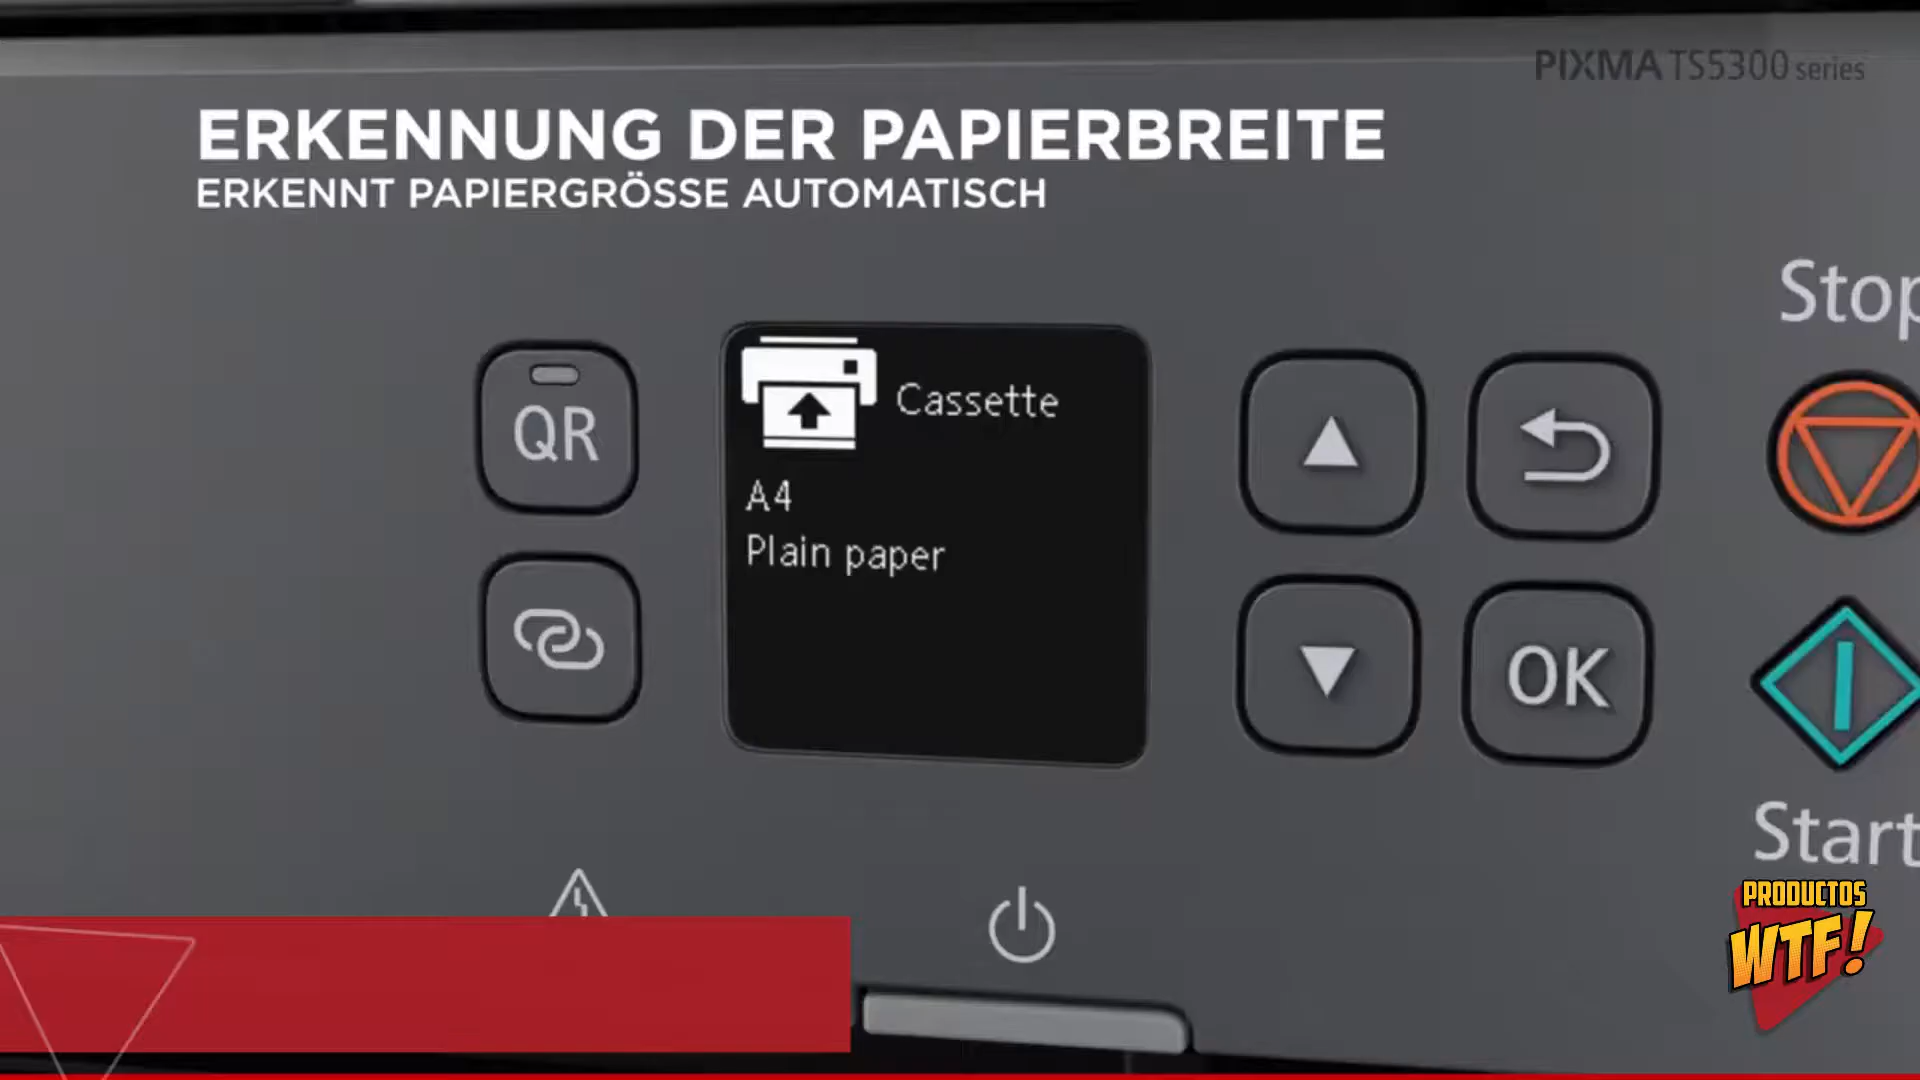 PIXMA TS5300 series
ERKENNUNG DER PAPIERBREITE
ERKENNT PAPIERGRÖSSE AUTOMATISCH
Stop
QR
Cassette
A4
Plain paper
OK
Start
PRODUCTOS
WTF!